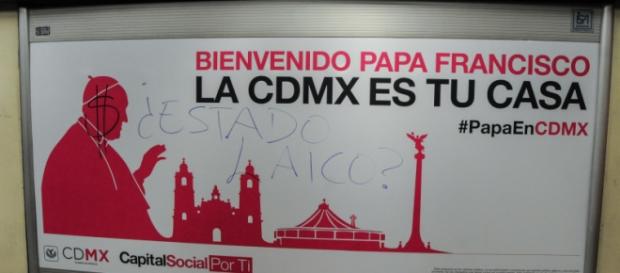 BIENVENIDO PAPA FRANCISCO
LA CDMX ES TU CASA
#PapaEnCDMX
$
¿ESTADO
LAICO?
CDMX
CapitalSocial Por Ti